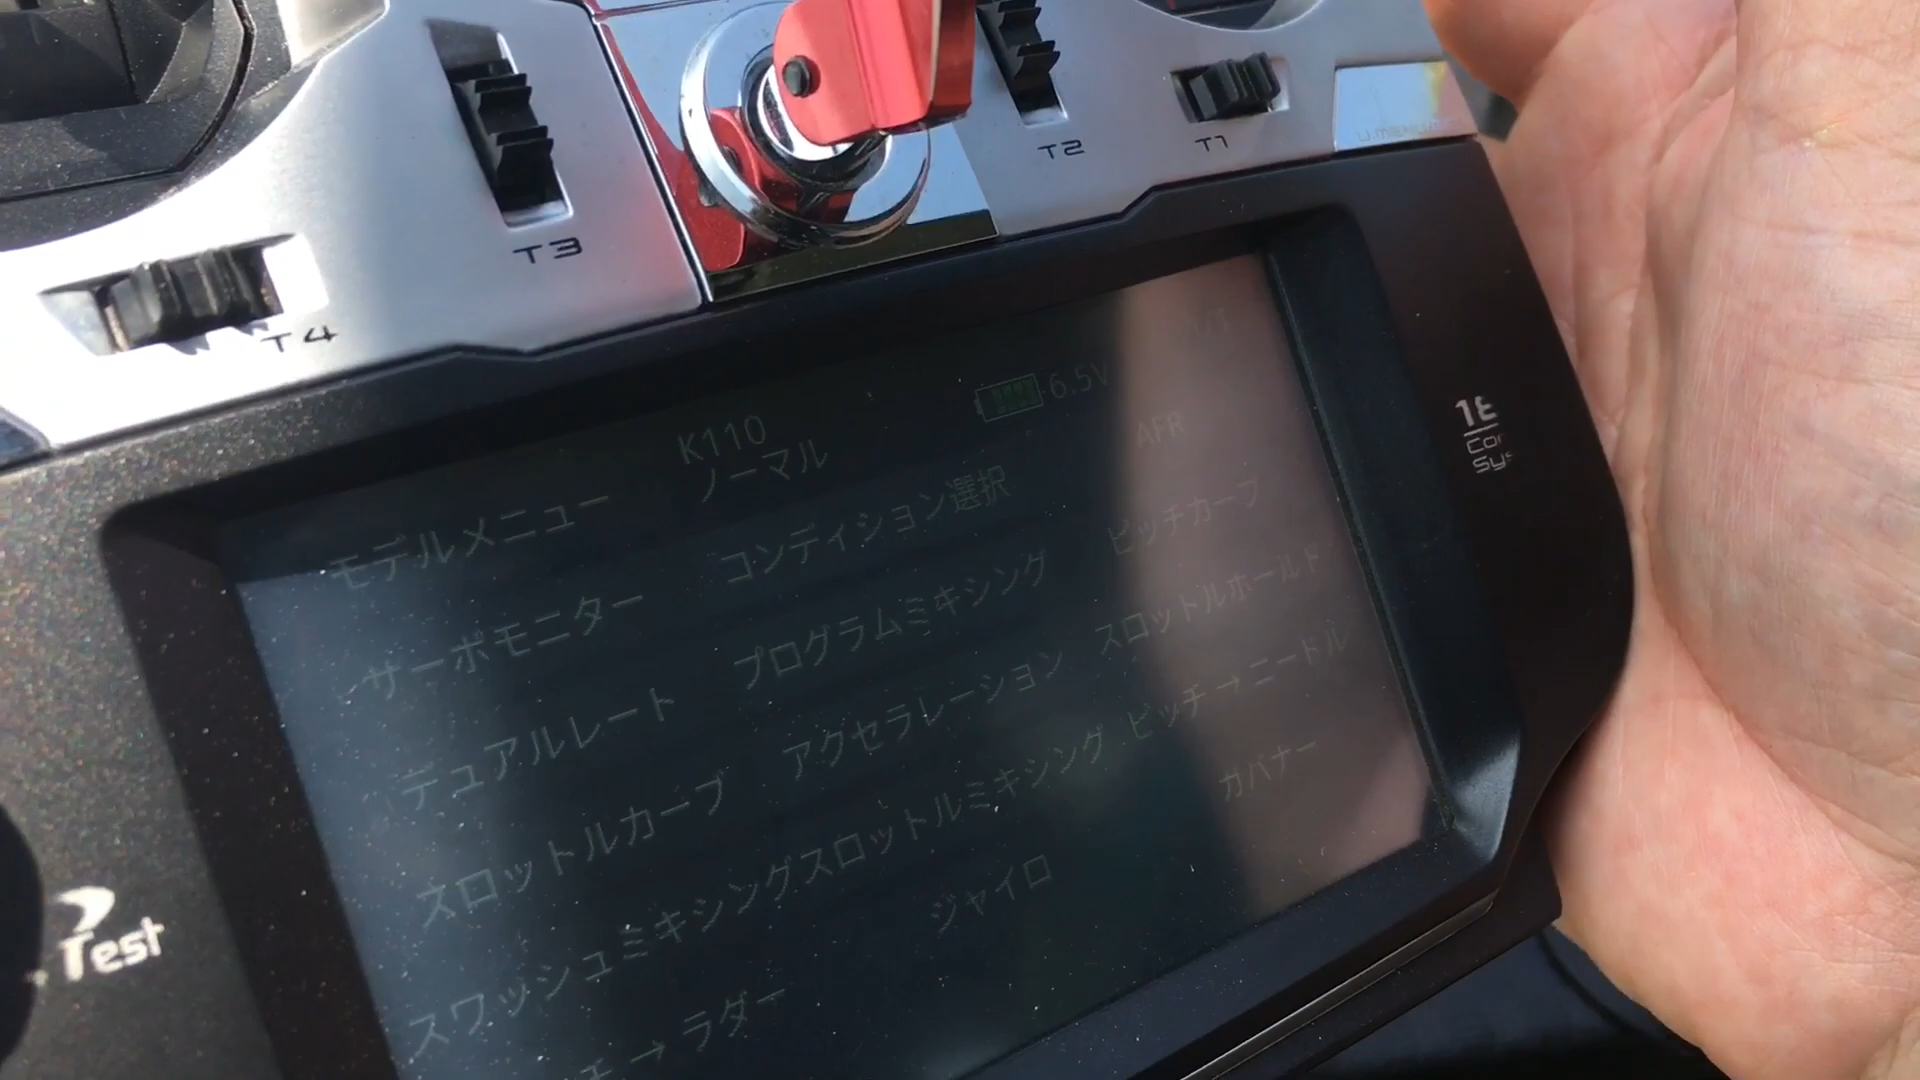 T2
T1
T3
T4
1/1
6.5V
K110
ノーマル
モデルメニュー
サーボモニター コンディション選択 AFR
デュアルレート プログラムミキシング ピッチカーブ
スロットルカーブ アクセラレーション スロットルホールド
スワッシュミキシング スロットルミキシング ピッチ→ニードル
→ラダー ジャイロ ガバナー
18
Test